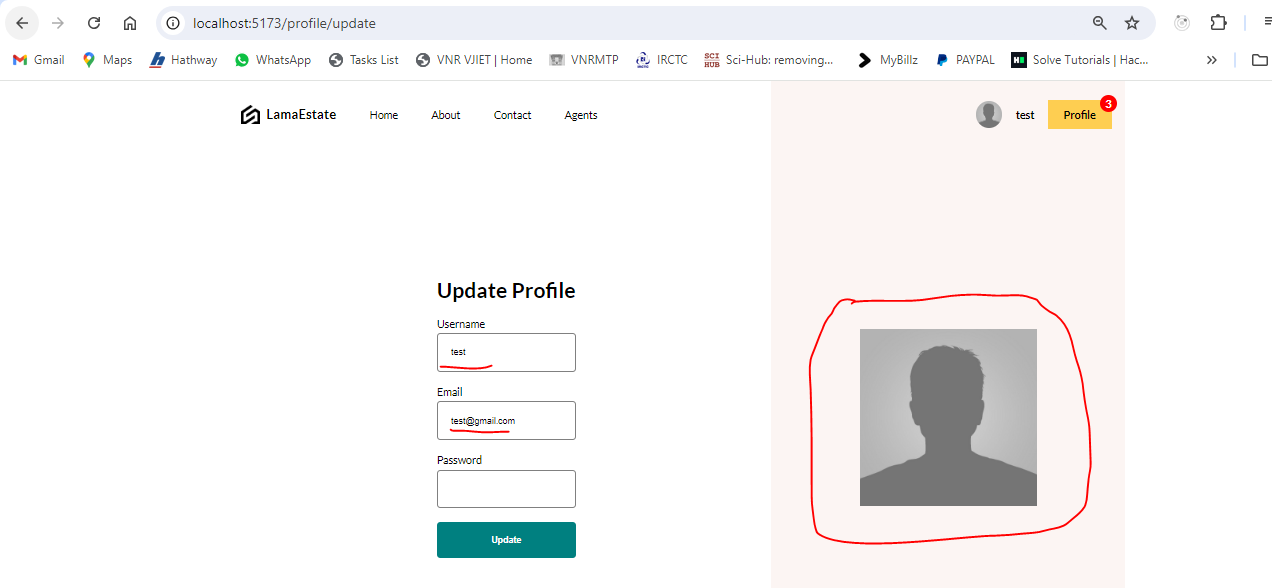 localhost:5173/profile/update
Gmail Maps Hathway WhatsApp Tasks List VNR VJIET | Home VNRMTP IRCTC SCI HUB Sci-Hub: removing... MyBillz PAYPAL Solve Tutorials | Hac...
LamaEstate Home About Contact Agents test Profile 3
Update Profile
Username
test
Email
test@gmail.com
Password
Update